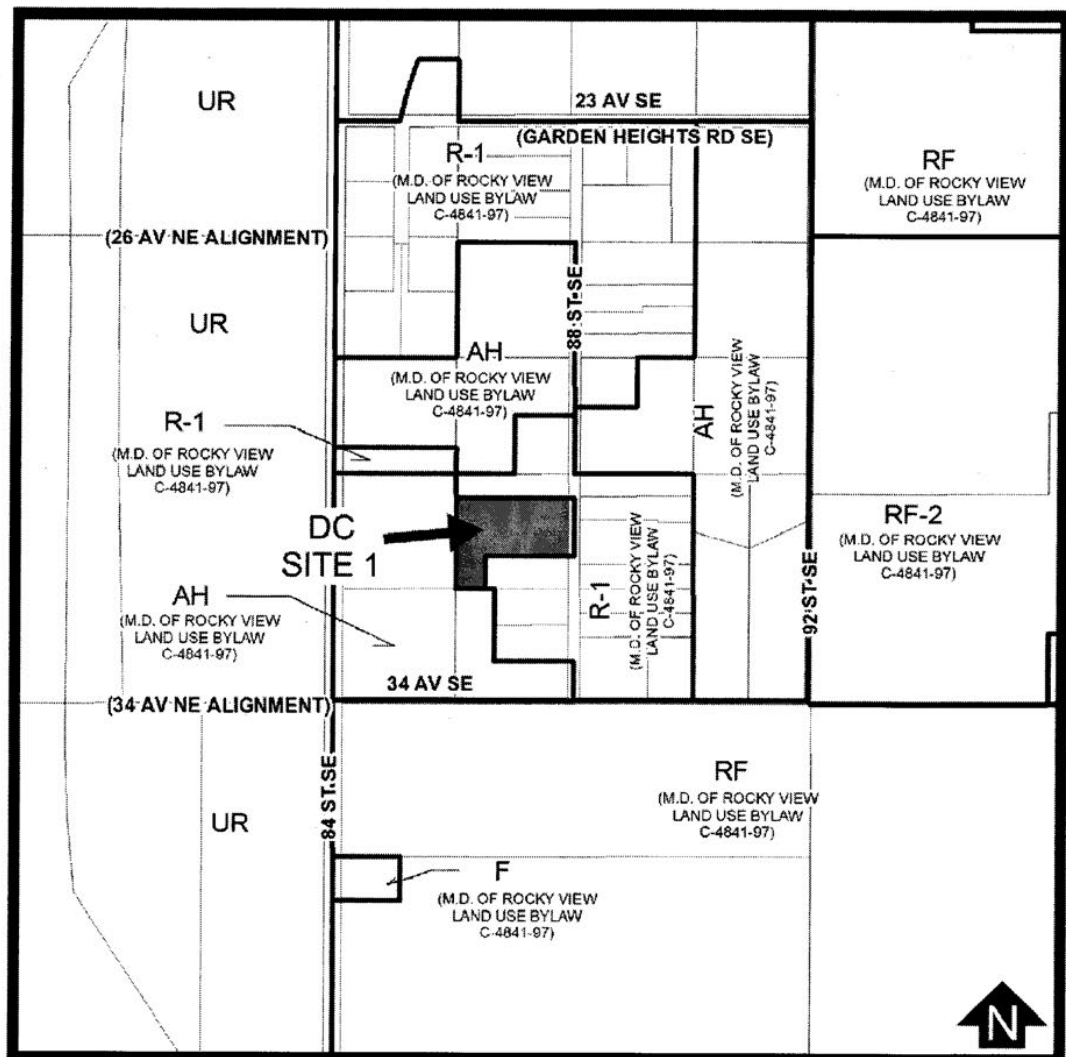 23 AV SE
(GARDEN HEIGHTS RD SE)
UR
R-1
(M.D. OF ROCKY VIEW
LAND USE BYLAW
C-4841-97)
RF
(M.D. OF ROCKY VIEW
LAND USE BYLAW
C-4841-97)
(26 AV NE ALIGNMENT)
UR
88 ST SE
AH
(M.D. OF ROCKY VIEW
LAND USE BYLAW
C-4841-97)
AH
(M.D. OF ROCKY VIEW
LAND USE BYLAW
C-4841-97)
R-1
(M.D. OF ROCKY VIEW
LAND USE BYLAW
C-4841-97)
DC
SITE 1
R-1
(M.D. OF ROCKY VIEW
LAND USE BYLAW
C-4841-97)
RF-2
(M.D. OF ROCKY VIEW
LAND USE BYLAW
C-4841-97)
AH
(M.D. OF ROCKY VIEW
LAND USE BYLAW
C-4841-97)
92 ST SE
34 AV SE
(34 AV NE ALIGNMENT)
84 ST SE
UR
RF
(M.D. OF ROCKY VIEW
LAND USE BYLAW
C-4841-97)
F
(M.D. OF ROCKY VIEW
LAND USE BYLAW
C-4841-97)
N